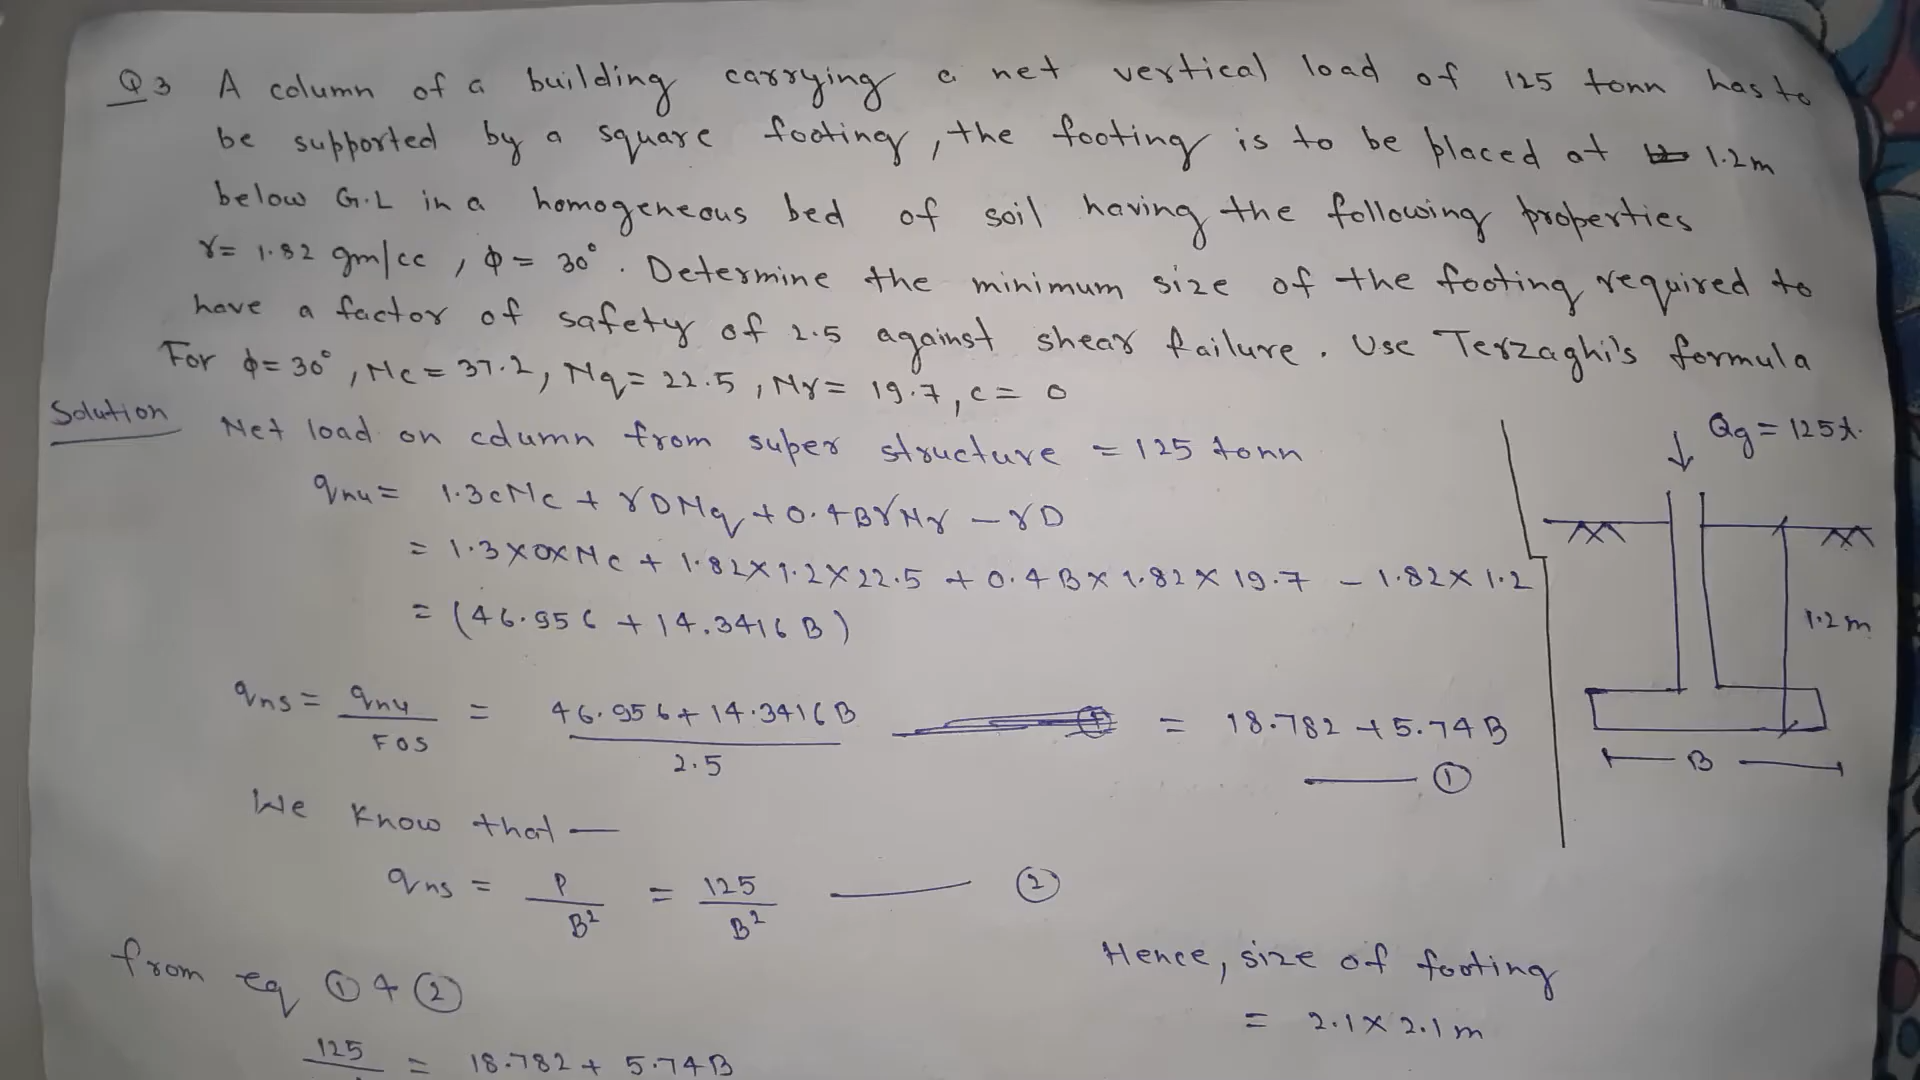 Q3 A column of a building carrying a net vertical load of 125 tonn has to
be supported by a square footing, the footing is to be placed at 1.2m
below G.L in a homogeneous bed of soil having the following properties
γ= 1.82 gm/cc, φ= 30°. Determine the minimum size of the footing required to
have a factor of safety of 2.5 against shear failure. Use Terzaghi's formula
For φ= 30°, Nc = 37.2, Nq= 22.5, Nγ= 19.7, c= 0
Solution Net load on column from super structure = 125 tonn
Qg = 125t.
qnu= 1.3cNc + γDNq + 0.4BγNγ - γD
= 1.3×0×Nc + 1.82×1.2×22.5 + 0.4B×1.82×19.7 - 1.82×1.2
= (46.956 + 14.3416B)
1.2m
qns = qnu/FOS = 46.956+14.3416B/2.5 = 18.782+5.74B
①
B
We know that —
qns = P/B² = 125/B² — ②
from eq ① & ②
Hence, size of footing
= 2.1×2.1m
125 = 18.782+ 5.74B